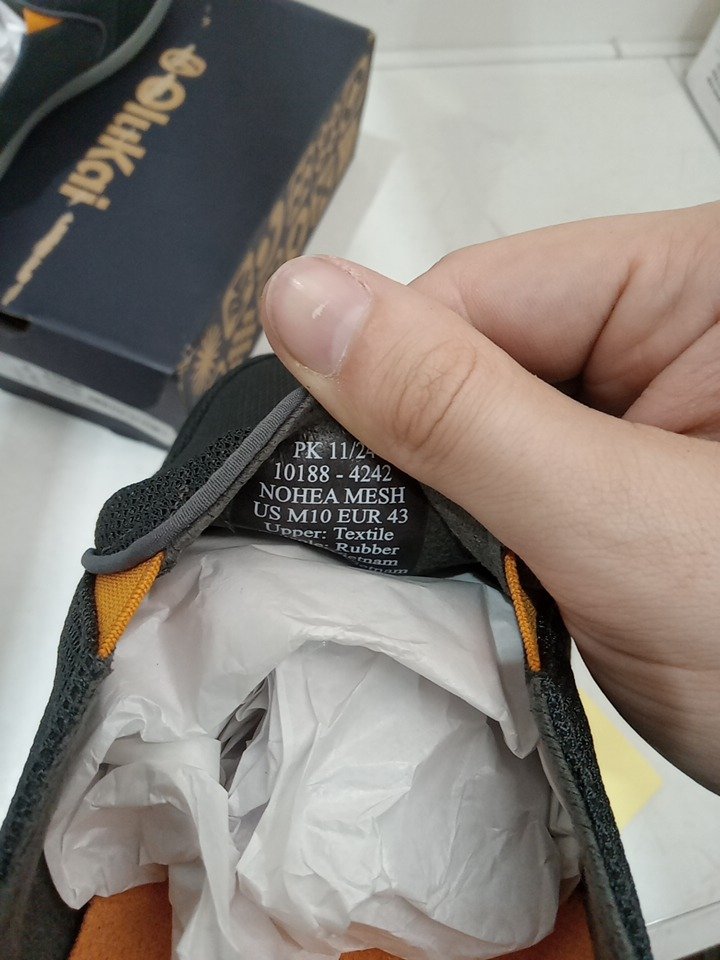 OluKai
PK 11/24
10188 - 4242
NOHEA MESH
US M10 EUR 43
Upper: Textile
Rubber